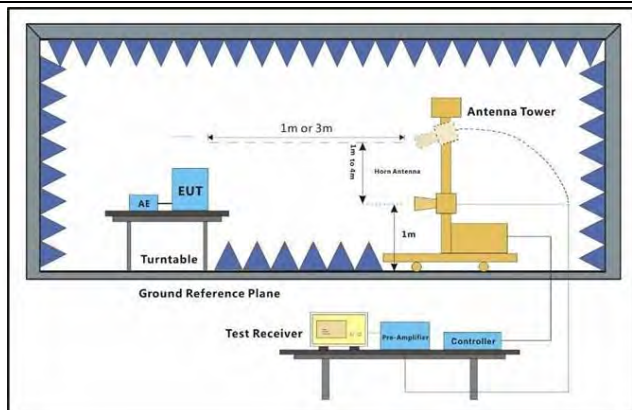 1m or 3m
Antenna Tower
1m to 4m
Horn Antenna
EUT
AE
1m
Turntable
Ground Reference Plane
Test Receiver
Pre-Amplifier
Controller